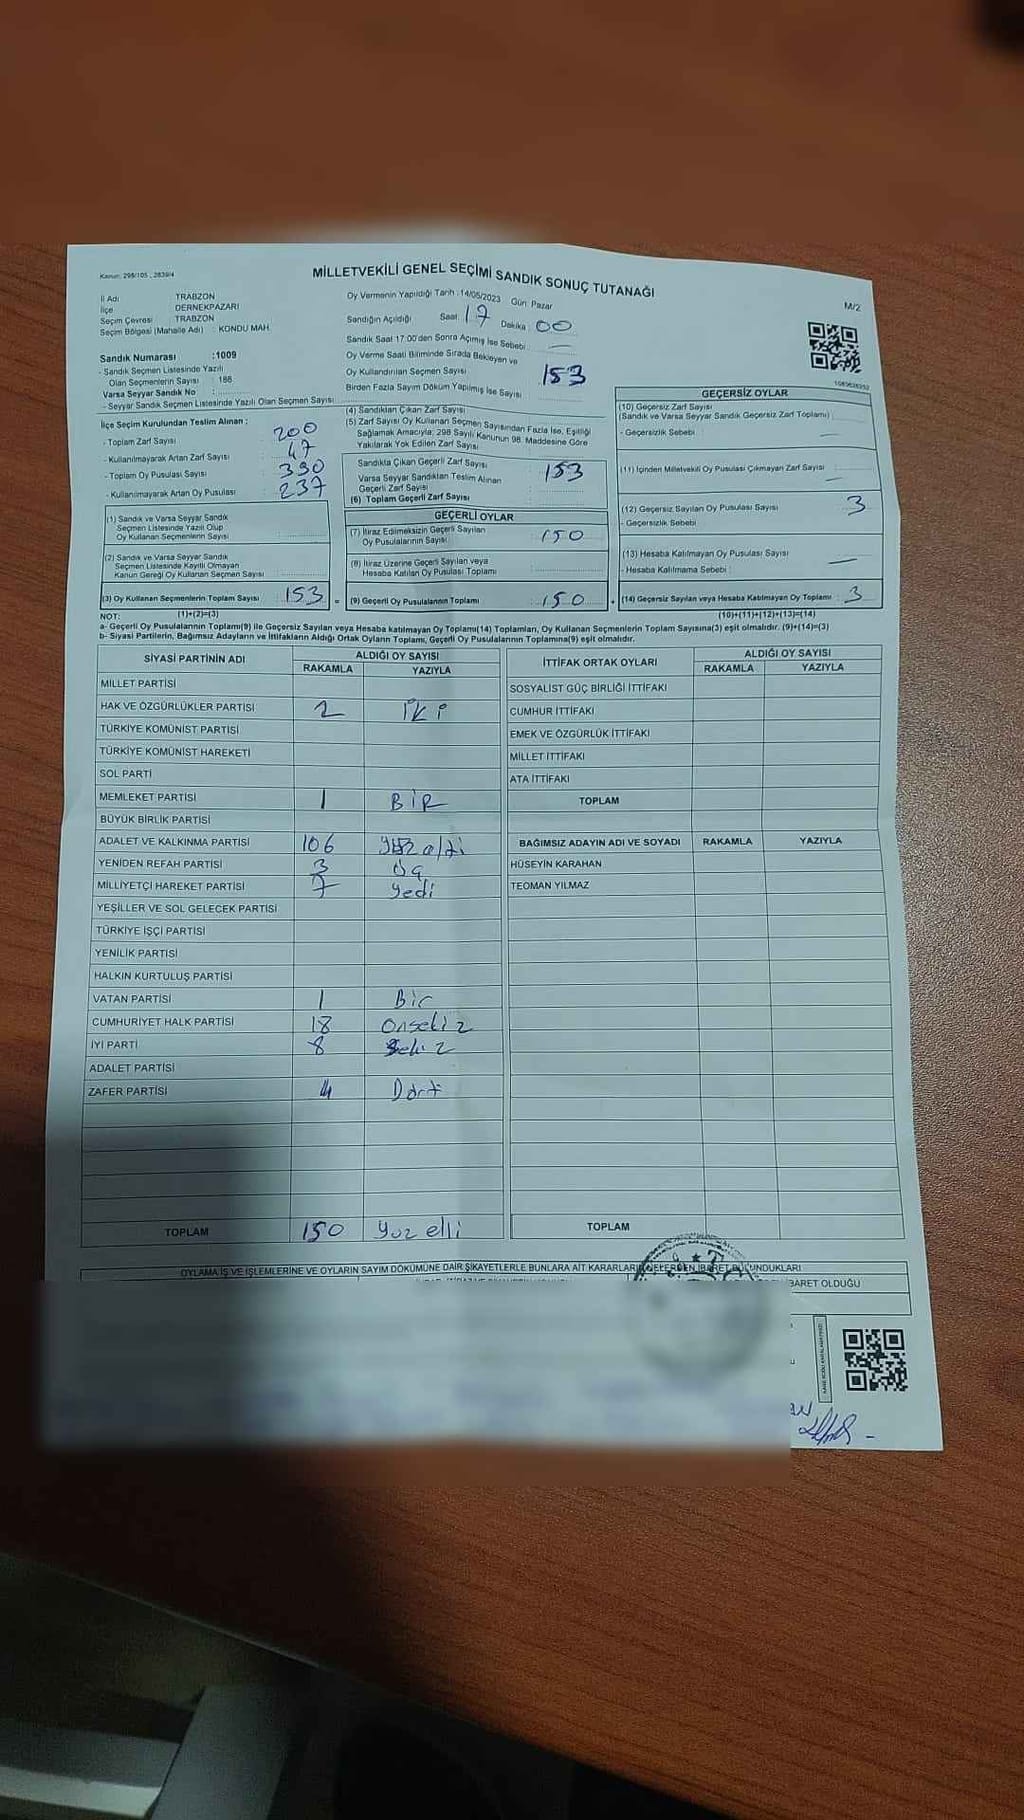 Kanun: 298/105 , 2839/4
MİLLETVEKİLİ GENEL SEÇİMİ SANDIK SONUÇ TUTANAĞI
M/2
İl Adı TRABZON
İlçe DERNEKPAZARI
Seçim Çevresi : TRABZON
Seçim Bölgesi (Mahalle Adı) : KONDU MAH.
Sandık Numarası :1009
- Sandık Seçmen Listesinde Yazılı
Olan Seçmenlerin Sayısı : 186
Varsa Seyyar Sandık No
- Seyyar Sandık Seçmen Listesinde Yazılı Olan Seçmen Sayısı
Oy Vermenin Yapıldığı Tarih :14/05/2023 Gün: Pazar
Sandığın Açıldığı Saat: 17 Dakika : 00
Sandık Saat 17.00'den Sonra Açılmış İse Sebebi : —
Oy Verme Saati Bitiminde Sırada Bekleyen ve
Oy Kullandırılan Seçmen Sayısı 153
Birden Fazla Sayım Döküm Yapılmış İse Sayısı
İlçe Seçim Kurulundan Teslim Alınan :
- Toplam Zarf Sayısı 200
- Kullanılmayarak Artan Zarf Sayısı 47
- Toplam Oy Pusulası Sayısı 390
- Kullanılmayarak Artan Oy Pusulası 237
(1) Sandık ve Varsa Seyyar Sandık
Seçmen Listesinde Yazılı Olup
Oy Kullanan Seçmenlerin Sayısı
(2) Sandık ve Varsa Seyyar Sandık
Seçmen Listesinde Kayıtlı Olmayan
Kanun Gereği Oy Kullanan Seçmen Sayısı
(3) Oy Kullanan Seçmenlerin Toplam Sayısı 153 =
(1)+(2)=(3)
(4) Sandıktan Çıkan Zarf Sayısı
(5) Zarf Sayısı Oy Kullanan Seçmen Sayısından Fazla İse, Eşitliği
Sağlamak Amacıyla; 298 Sayılı Kanunun 98. Maddesine Göre
Yakılarak Yok Edilen Zarf Sayısı
Sandıkta Çıkan Geçerli Zarf Sayısı 153
Varsa Seyyar Sandıktan Teslim Alınan
Geçerli Zarf Sayısı
(6) Toplam Geçerli Zarf Sayısı
GEÇERLİ OYLAR
(7) İtiraz Edilmeksizin Geçerli Sayılan
Oy Pusulalarının Sayısı 150
(8) İtiraz Üzerine Geçerli Sayılan veya
Hesaba Katılan Oy Pusulası Toplamı
(9) Geçerli Oy Pusulalarının Toplamı 150 +
GEÇERSİZ OYLAR
(10) Geçersiz Zarf Sayısı
(Sandık ve Varsa Seyyar Sandık Geçersiz Zarf Toplamı)
- Geçersizlik Sebebi : —
(11) İçinden Milletvekili Oy Pusulası Çıkmayan Zarf Sayısı —
(12) Geçersiz Sayılan Oy Pusulası Sayısı 3
- Geçersizlik Sebebi
(13) Hesaba Katılmayan Oy Pusulası Sayısı
- Hesaba Katılmama Sebebi : —
(14) Geçersiz Sayılan veya Hesaba Katılmayan Oy Toplamı 3
(10)+(11)+(12)+(13)=(14)
NOT:
a- Geçerli Oy Pusulalarının Toplamı(9) ile Geçersiz Sayılan veya Hesaba katılmayan Oy Toplamı(14) Toplamları, Oy Kullanan Seçmenlerin Toplam Sayısına(3) eşit olmalıdır. (9)+(14)=(3)
b- Siyasi Partilerin, Bağımsız Adayların ve İttifakların Aldığı Ortak Oyların Toplamı, Geçerli Oy Pusulalarının Toplamına(9) eşit olmalıdır.
SİYASİ PARTİNİN ADI ALDIĞI OY SAYISI
RAKAMLA YAZIYLA
MİLLET PARTİSİ
HAK VE ÖZGÜRLÜKLER PARTİSİ 2 iki
TÜRKİYE KOMÜNİST PARTİSİ
TÜRKİYE KOMÜNİST HAREKETİ
SOL PARTİ
MEMLEKET PARTİSİ 1 BİR
BÜYÜK BİRLİK PARTİSİ
ADALET VE KALKINMA PARTİSİ 106 yüz altı
YENİDEN REFAH PARTİSİ 3 üç
MİLLİYETÇİ HAREKET PARTİSİ 7 yedi
YEŞİLLER VE SOL GELECEK PARTİSİ
TÜRKİYE İŞÇİ PARTİSİ
YENİLİK PARTİSİ
HALKIN KURTULUŞ PARTİSİ
VATAN PARTİSİ 1 Bir
CUMHURİYET HALK PARTİSİ 18 Onsekiz
İYİ PARTİ 8 Sekiz
ADALET PARTİSİ
ZAFER PARTİSİ 4 Dört
TOPLAM 150 Yüz elli
İTTİFAK ORTAK OYLARI ALDIĞI OY SAYISI
RAKAMLA YAZIYLA
SOSYALİST GÜÇ BİRLİĞİ İTTİFAKI
CUMHUR İTTİFAKI
EMEK VE ÖZGÜRLÜK İTTİFAKI
MİLLET İTTİFAKI
ATA İTTİFAKI
TOPLAM
BAĞIMSIZ ADAYIN ADI VE SOYADI RAKAMLA YAZIYLA
HÜSEYİN KARAHAN
TEOMAN YILMAZ
TOPLAM
OYLAMA İŞ VE İŞLEMLERİNE VE OYLARIN SAYIM DÖKÜMÜNE DAİR ŞİKAYETLERLE BUNLARA AİT KARARLAR
BARET OLDUĞU